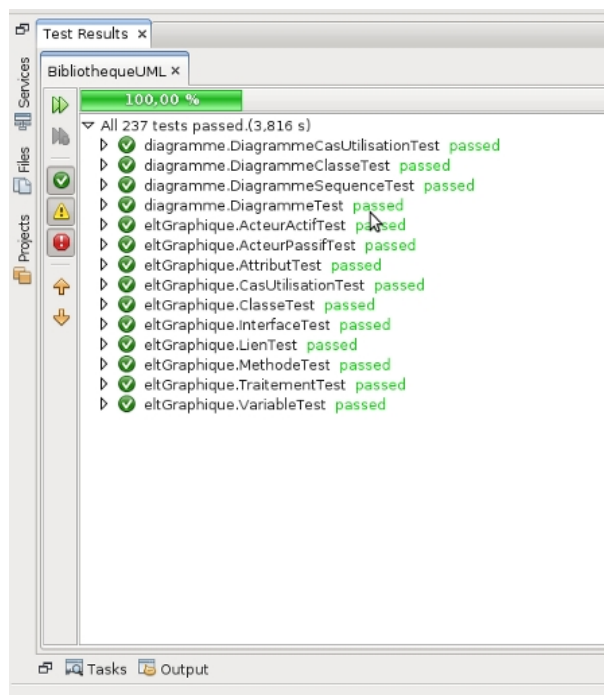 Test Results ×
BibliothequeUML ×
100,00 %
All 237 tests passed.(3,816 s)
diagramme.DiagrammeCasUtilisationTest passed
diagramme.DiagrammeClasseTest passed
diagramme.DiagrammeSequenceTest passed
diagramme.DiagrammeTest passed
eltGraphique.ActeurActifTest passed
eltGraphique.ActeurPassifTest passed
eltGraphique.AttributTest passed
eltGraphique.CasUtilisationTest passed
eltGraphique.ClasseTest passed
eltGraphique.InterfaceTest passed
eltGraphique.LienTest passed
eltGraphique.MethodeTest passed
eltGraphique.TraitementTest passed
eltGraphique.VariableTest passed
Services
Files
Projects
Tasks
Output